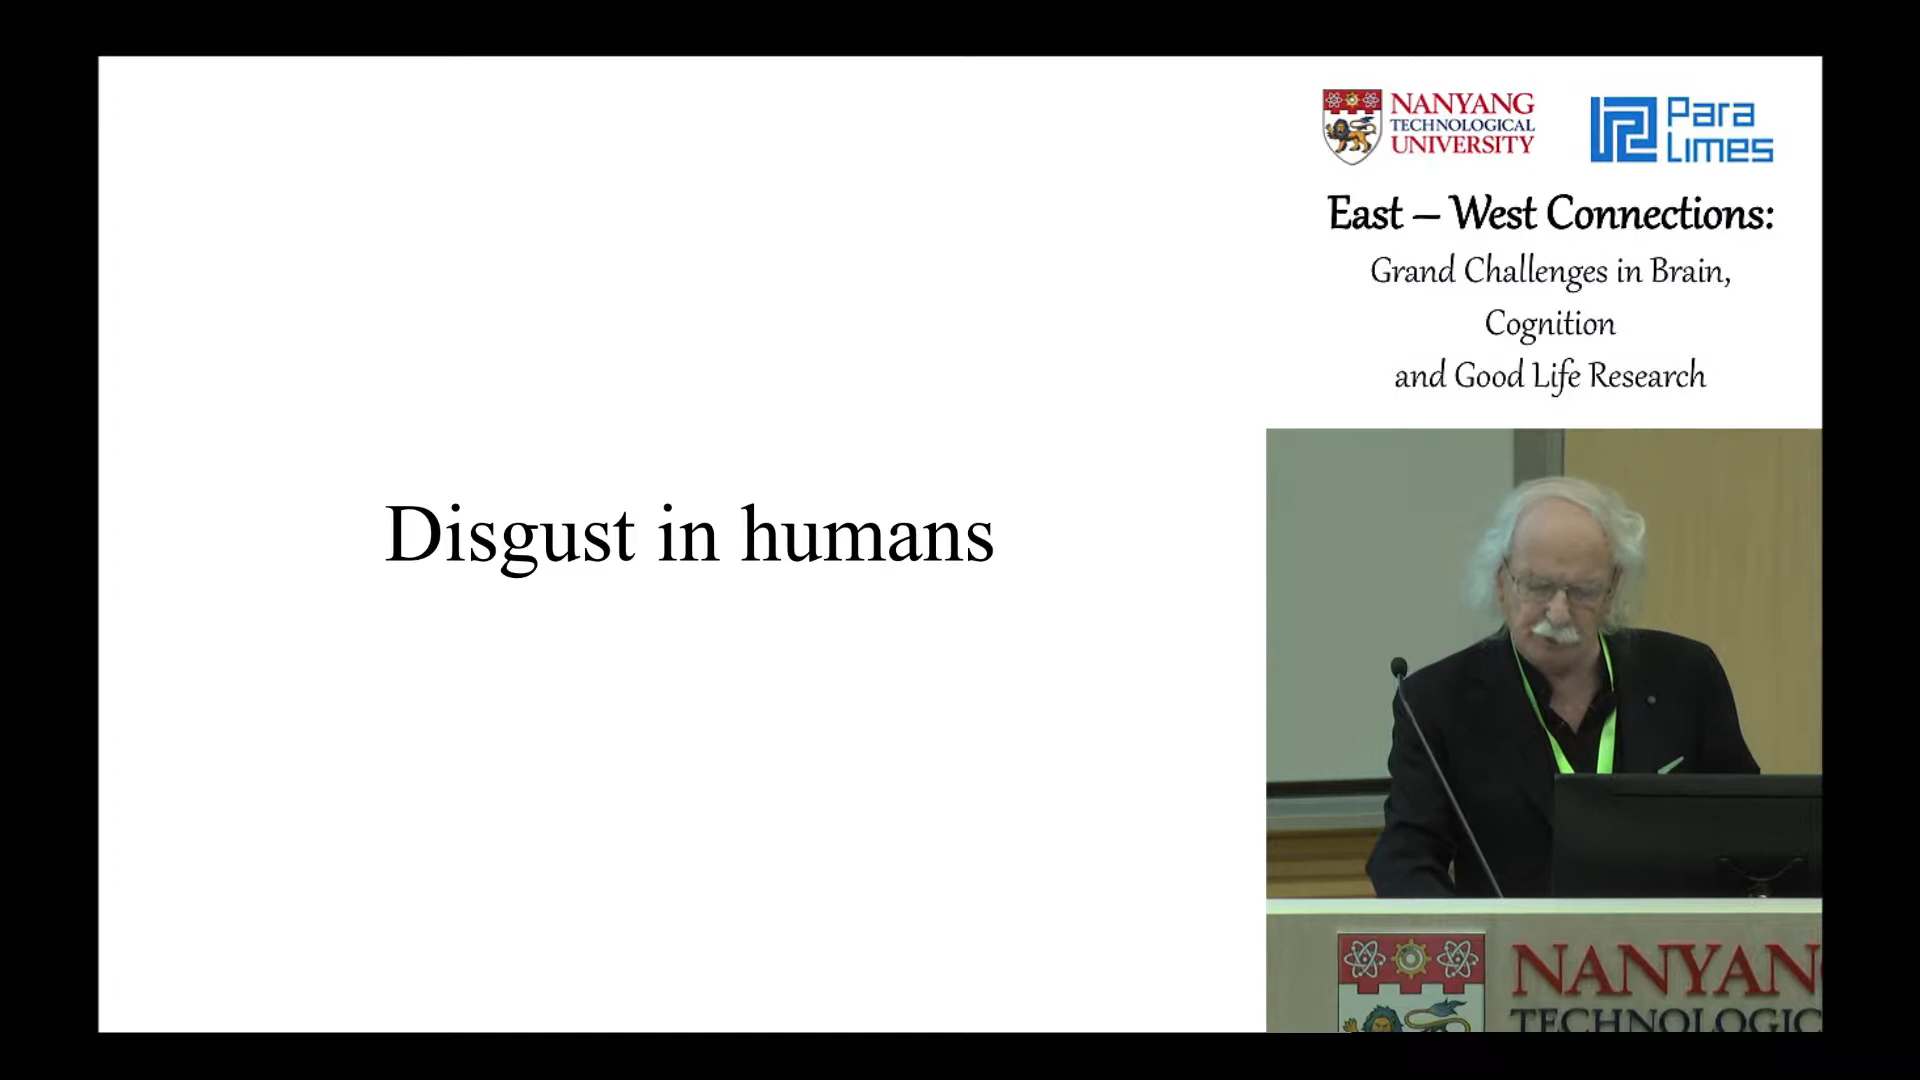 NANYANG
TECHNOLOGICAL
UNIVERSITY
Para
Limes
East – West Connections:
Grand Challenges in Brain,
Cognition
and Good Life Research
Disgust in humans
NANYAN
TECHNOLOGIC